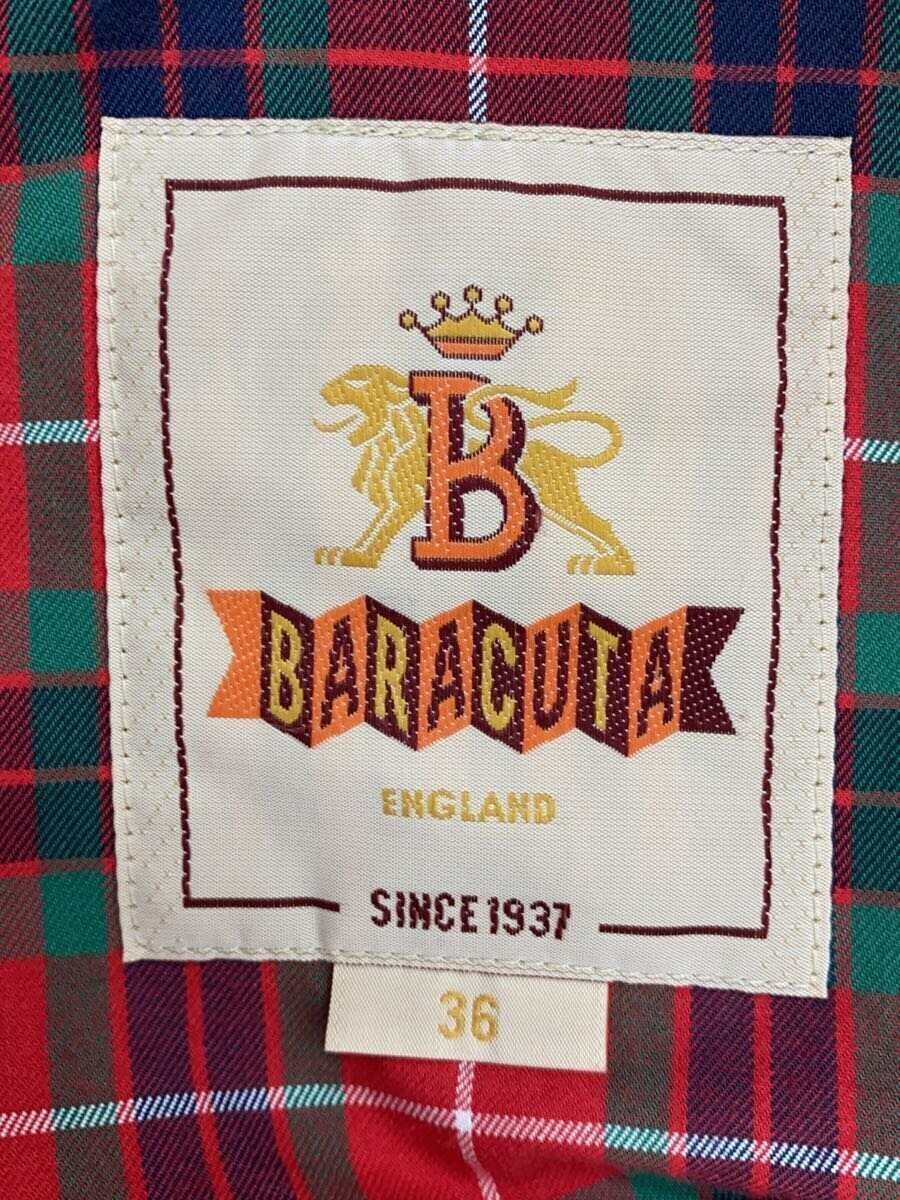 B
BARACUTA
ENGLAND
SINCE 1937
36